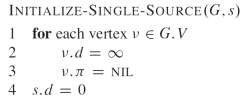 INITIALIZE-SINGLE-SOURCE(G, s)
1 for each vertex v ∈ G.V
2 v.d = ∞
3 v.π = NIL
4 s.d = 0